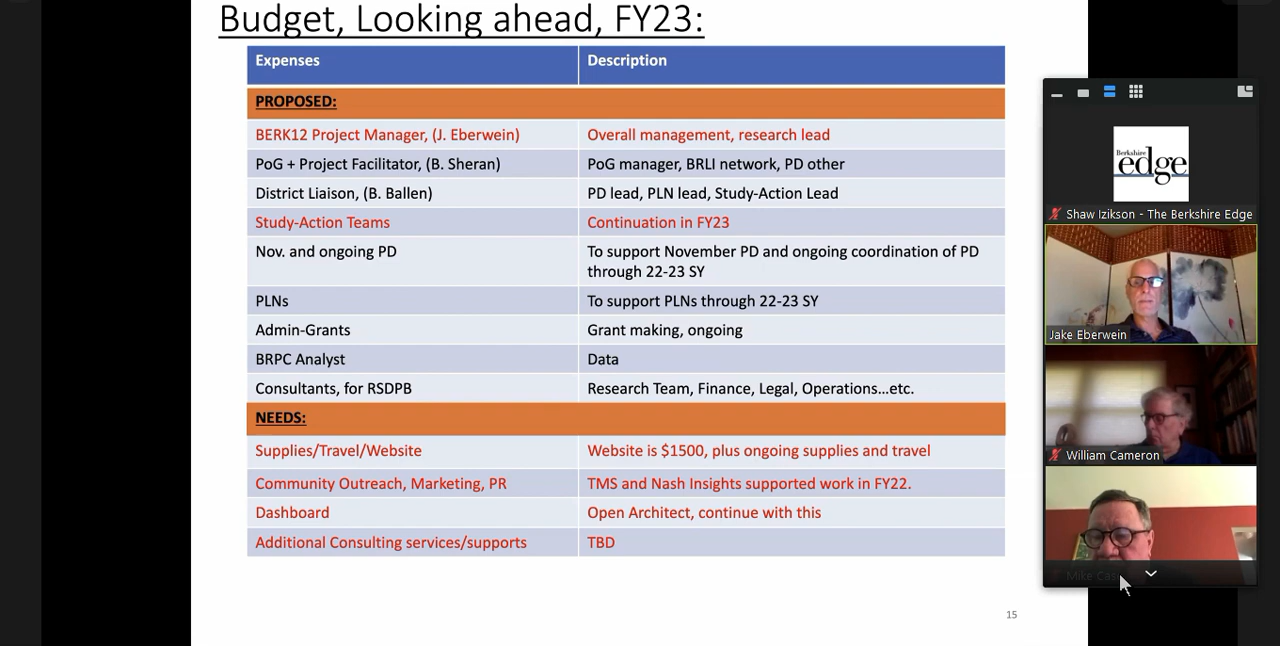 Budget, Looking ahead, FY23:
Expenses Description
PROPOSED:
BERK12 Project Manager, (J. Eberwein) Overall management, research lead
PoG + Project Facilitator, (B. Sheran) PoG manager, BRLI network, PD other
District Liaison, (B. Ballen) PD lead, PLN lead, Study-Action Lead
Study-Action Teams Continuation in FY23
Nov. and ongoing PD To support November PD and ongoing coordination of PD
through 22-23 SY
PLNs To support PLNs through 22-23 SY
Admin-Grants Grant making, ongoing
BRPC Analyst Data
Consultants, for RSDPB Research Team, Finance, Legal, Operations...etc.
NEEDS:
Supplies/Travel/Website Website is $1500, plus ongoing supplies and travel
Community Outreach, Marketing, PR TMS and Nash Insights supported work in FY22.
Dashboard Open Architect, continue with this
Additional Consulting services/supports TBD
15
Berkshire
edge
Shaw Izikson - The Berkshire Edge
Jake Eberwein
William Cameron
Mike